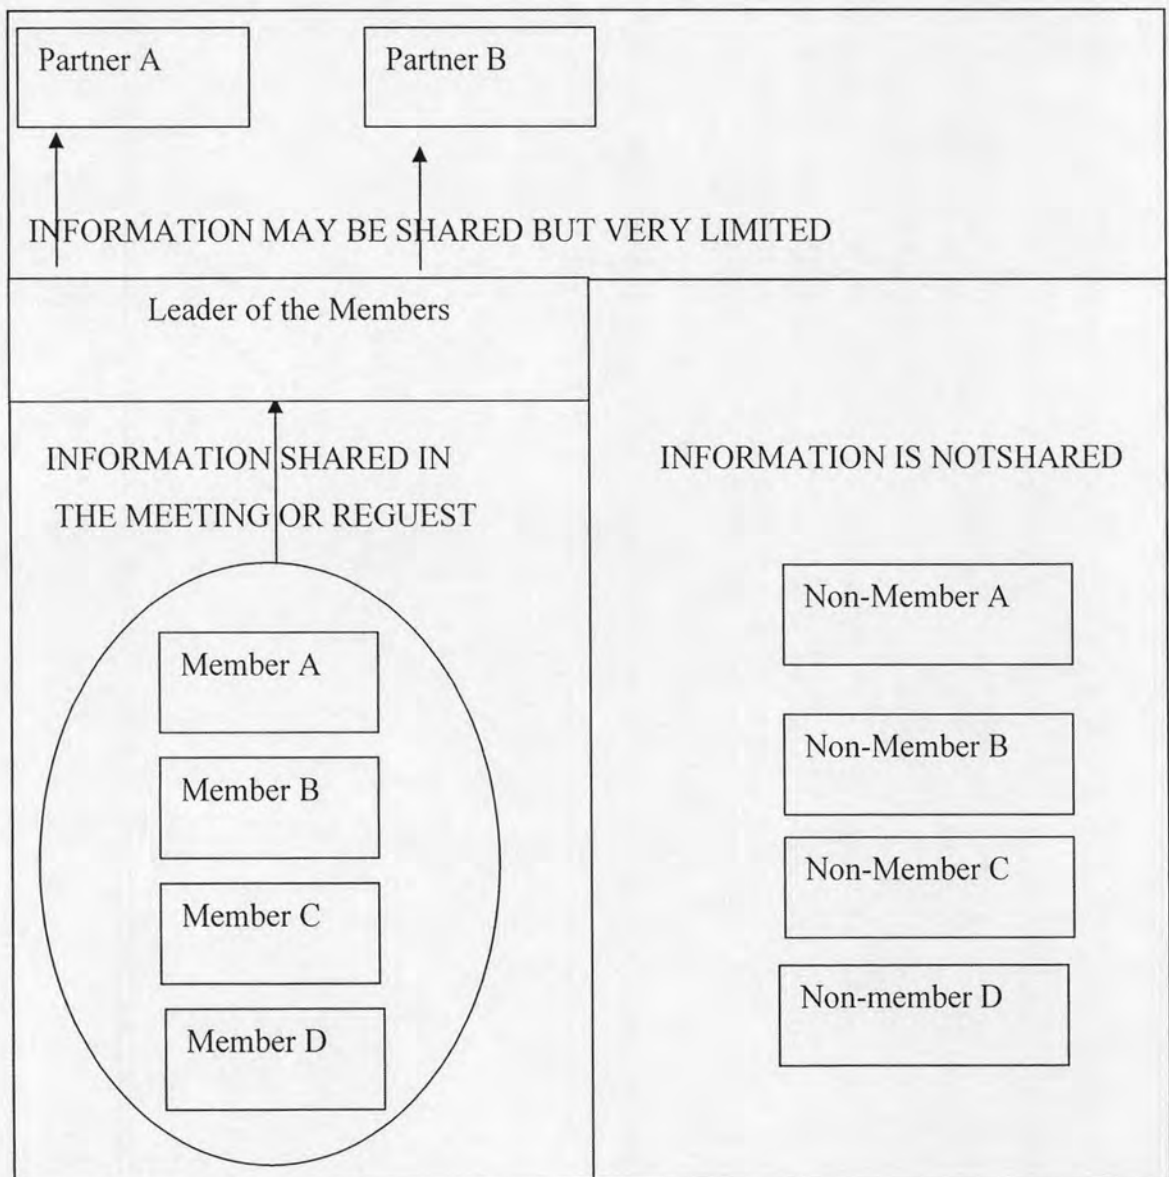 Partner A
Partner B
INFORMATION MAY BE SHARED BUT VERY LIMITED
Leader of the Members
INFORMATION SHARED IN
THE MEETING OR REGUEST
Member A
Member B
Member C
Member D
INFORMATION IS NOTSHARED
Non-Member A
Non-Member B
Non-Member C
Non-member D